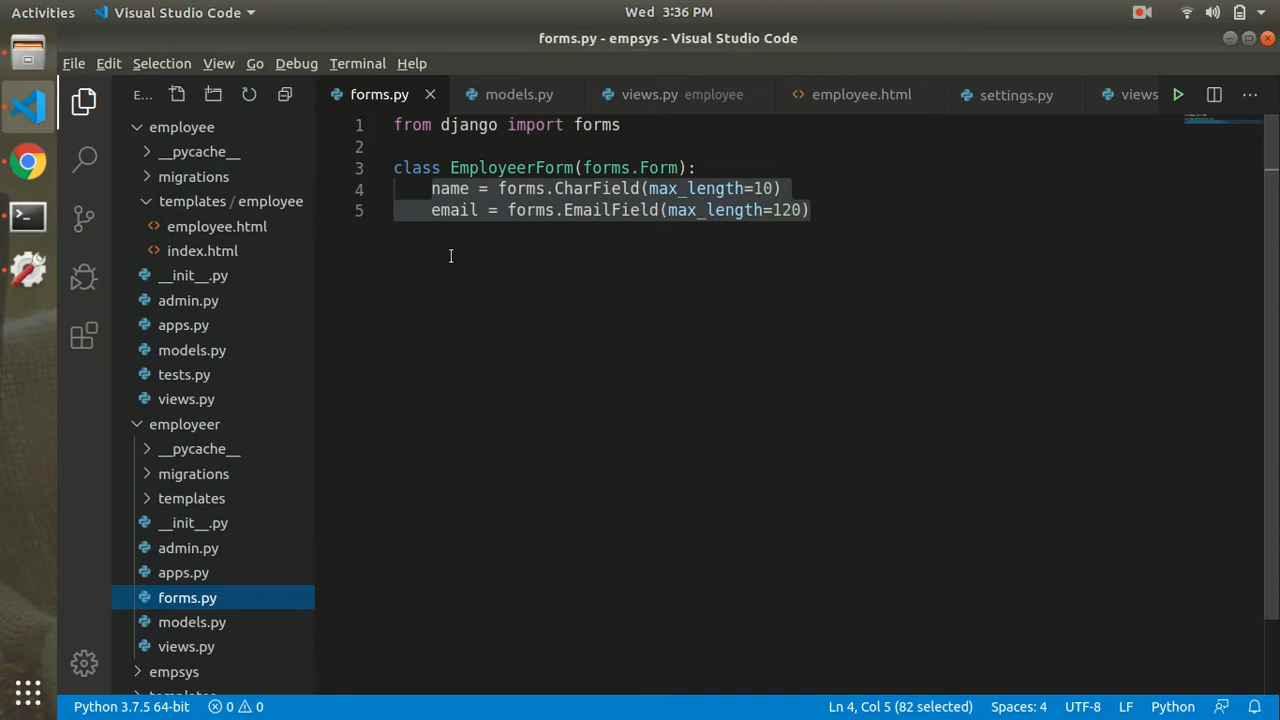 Activities Visual Studio Code Wed 3:36 PM
forms.py - empsys - Visual Studio Code
File Edit Selection View Go Debug Terminal Help
E... forms.py models.py views.py employee employee.html settings.py views
employee
__pycache__
migrations
templates / employee
employee.html
index.html
__init__.py
admin.py
apps.py
models.py
tests.py
views.py
employeer
__pycache__
migrations
templates
__init__.py
admin.py
apps.py
forms.py
models.py
views.py
empsys
1 from django import forms
2
3 class EmployeerForm(forms.Form):
4 name = forms.CharField(max_length=10)
5 email = forms.EmailField(max_length=120)
Python 3.7.5 64-bit 0 0 Ln 4, Col 5 (82 selected) Spaces: 4 UTF-8 LF Python